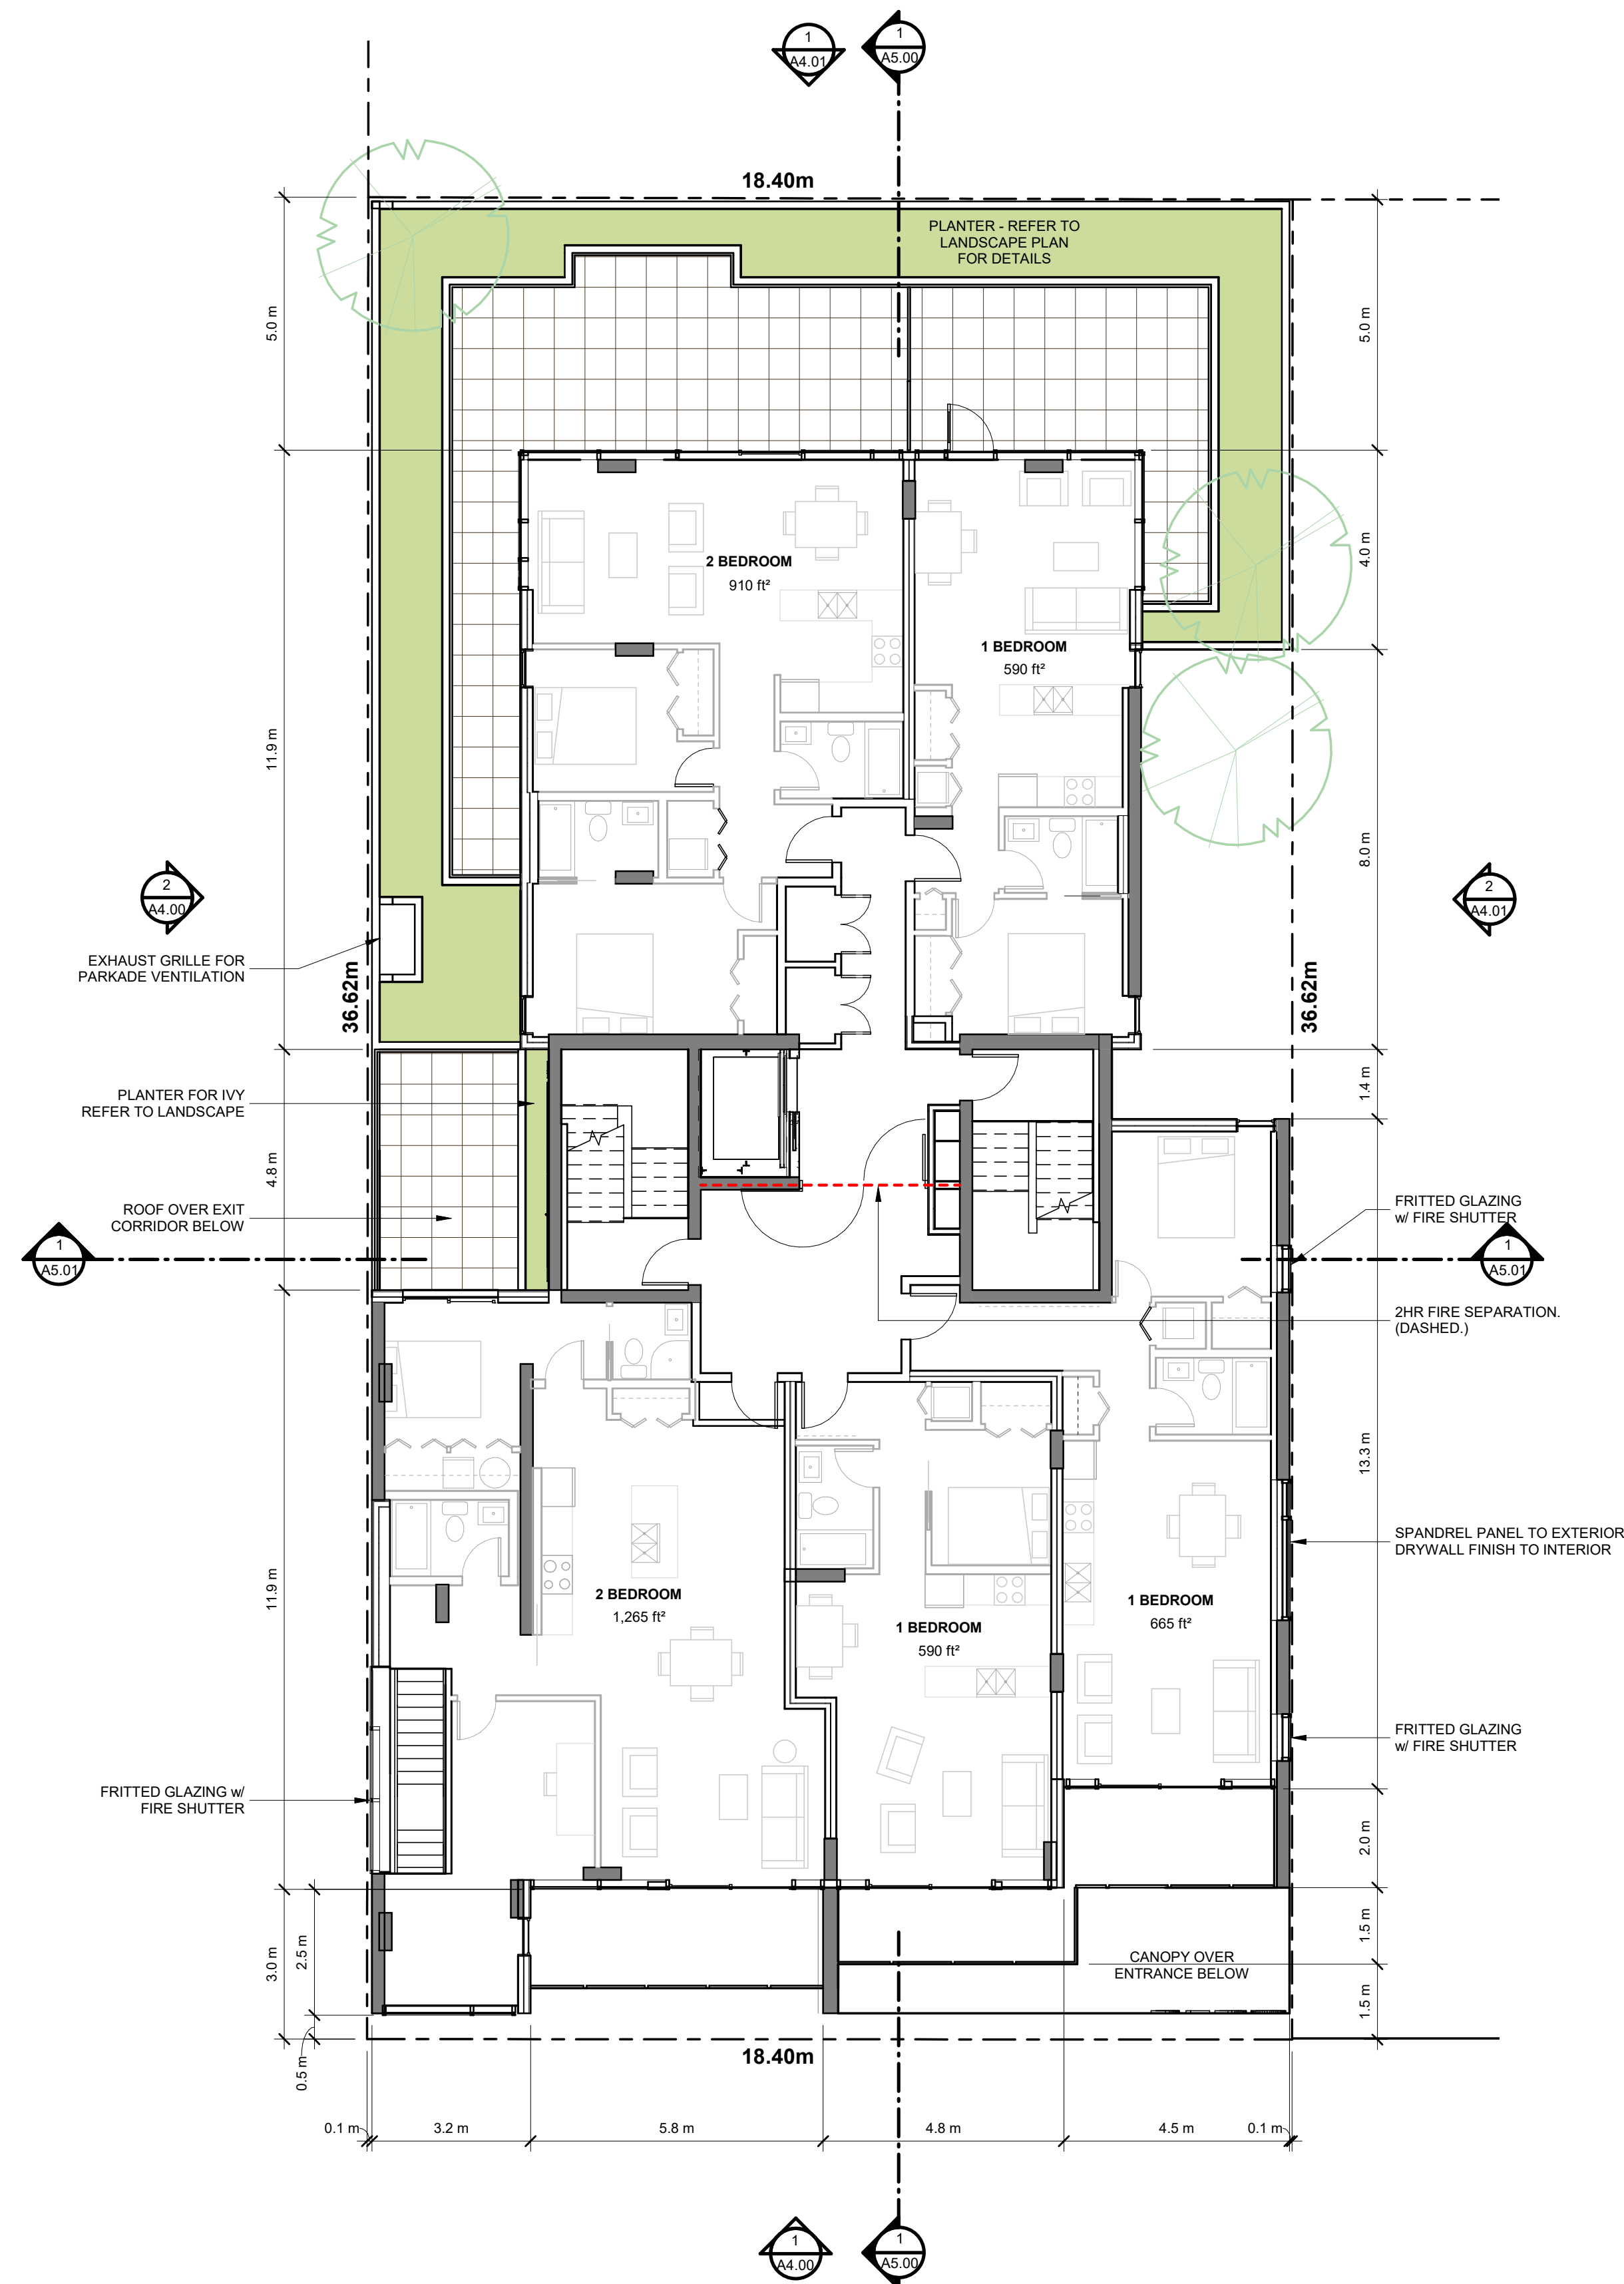 1
A4.01
1
A5.00
18.40m
PLANTER - REFER TO
LANDSCAPE PLAN
FOR DETAILS
5.0 m
5.0 m
4.0 m
2 BEDROOM
910 ft²
1 BEDROOM
590 ft²
11.9 m
8.0 m
2
A4.00
2
A4.01
EXHAUST GRILLE FOR
PARKADE VENTILATION
36.62m
36.62m
PLANTER FOR IVY
REFER TO LANDSCAPE
1.4 m
4.8 m
ROOF OVER EXIT
CORRIDOR BELOW
FRITTED GLAZING
w/ FIRE SHUTTER
1
A5.01
1
A5.01
2HR FIRE SEPARATION.
(DASHED.)
13.3 m
SPANDREL PANEL TO EXTERIOR
DRYWALL FINISH TO INTERIOR
11.9 m
2 BEDROOM
1,265 ft²
1 BEDROOM
590 ft²
1 BEDROOM
665 ft²
FRITTED GLAZING
w/ FIRE SHUTTER
FRITTED GLAZING w/
FIRE SHUTTER
2.0 m
1.5 m
3.0 m
2.5 m
CANOPY OVER
ENTRANCE BELOW
1.5 m
0.5 m
18.40m
0.1 m
3.2 m
5.8 m
4.8 m
4.5 m
0.1 m
1
A4.00
1
A5.00